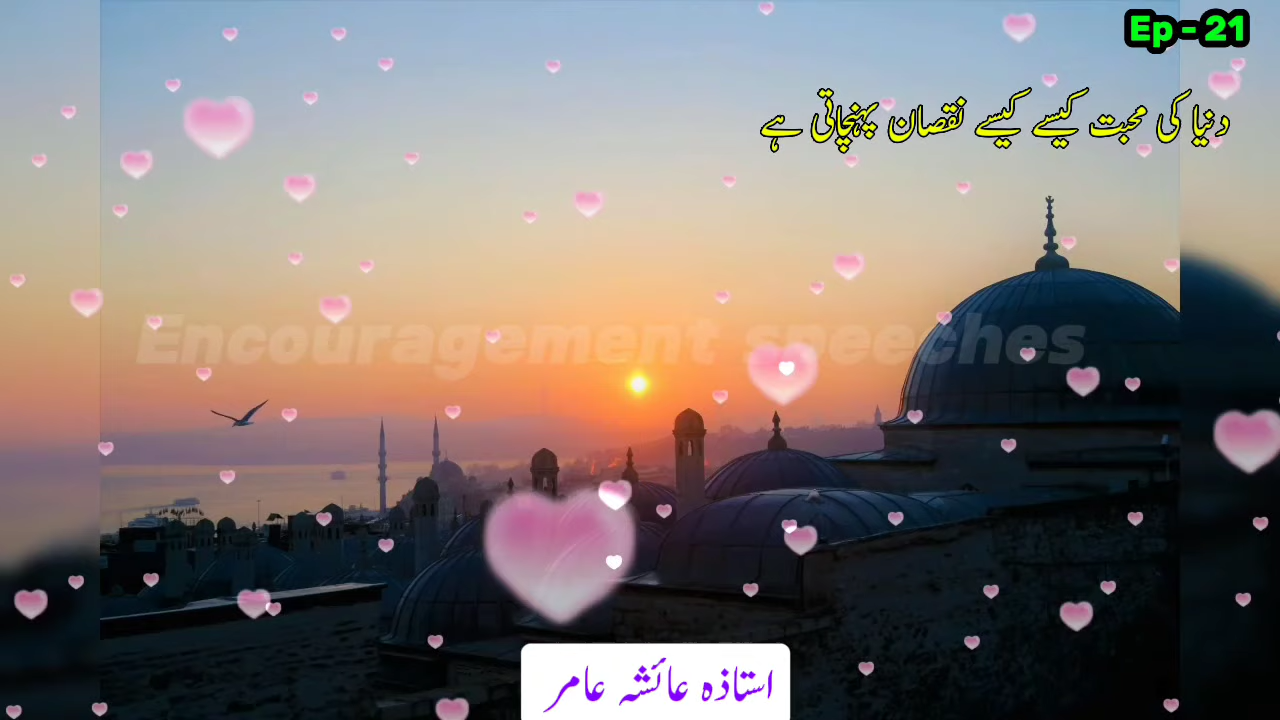 Ep - 21
دنیا کی محبت کیسے کیسے نقصان پہنچاتی ہے
Encouragement speeches
استاذہ عائشہ عامر